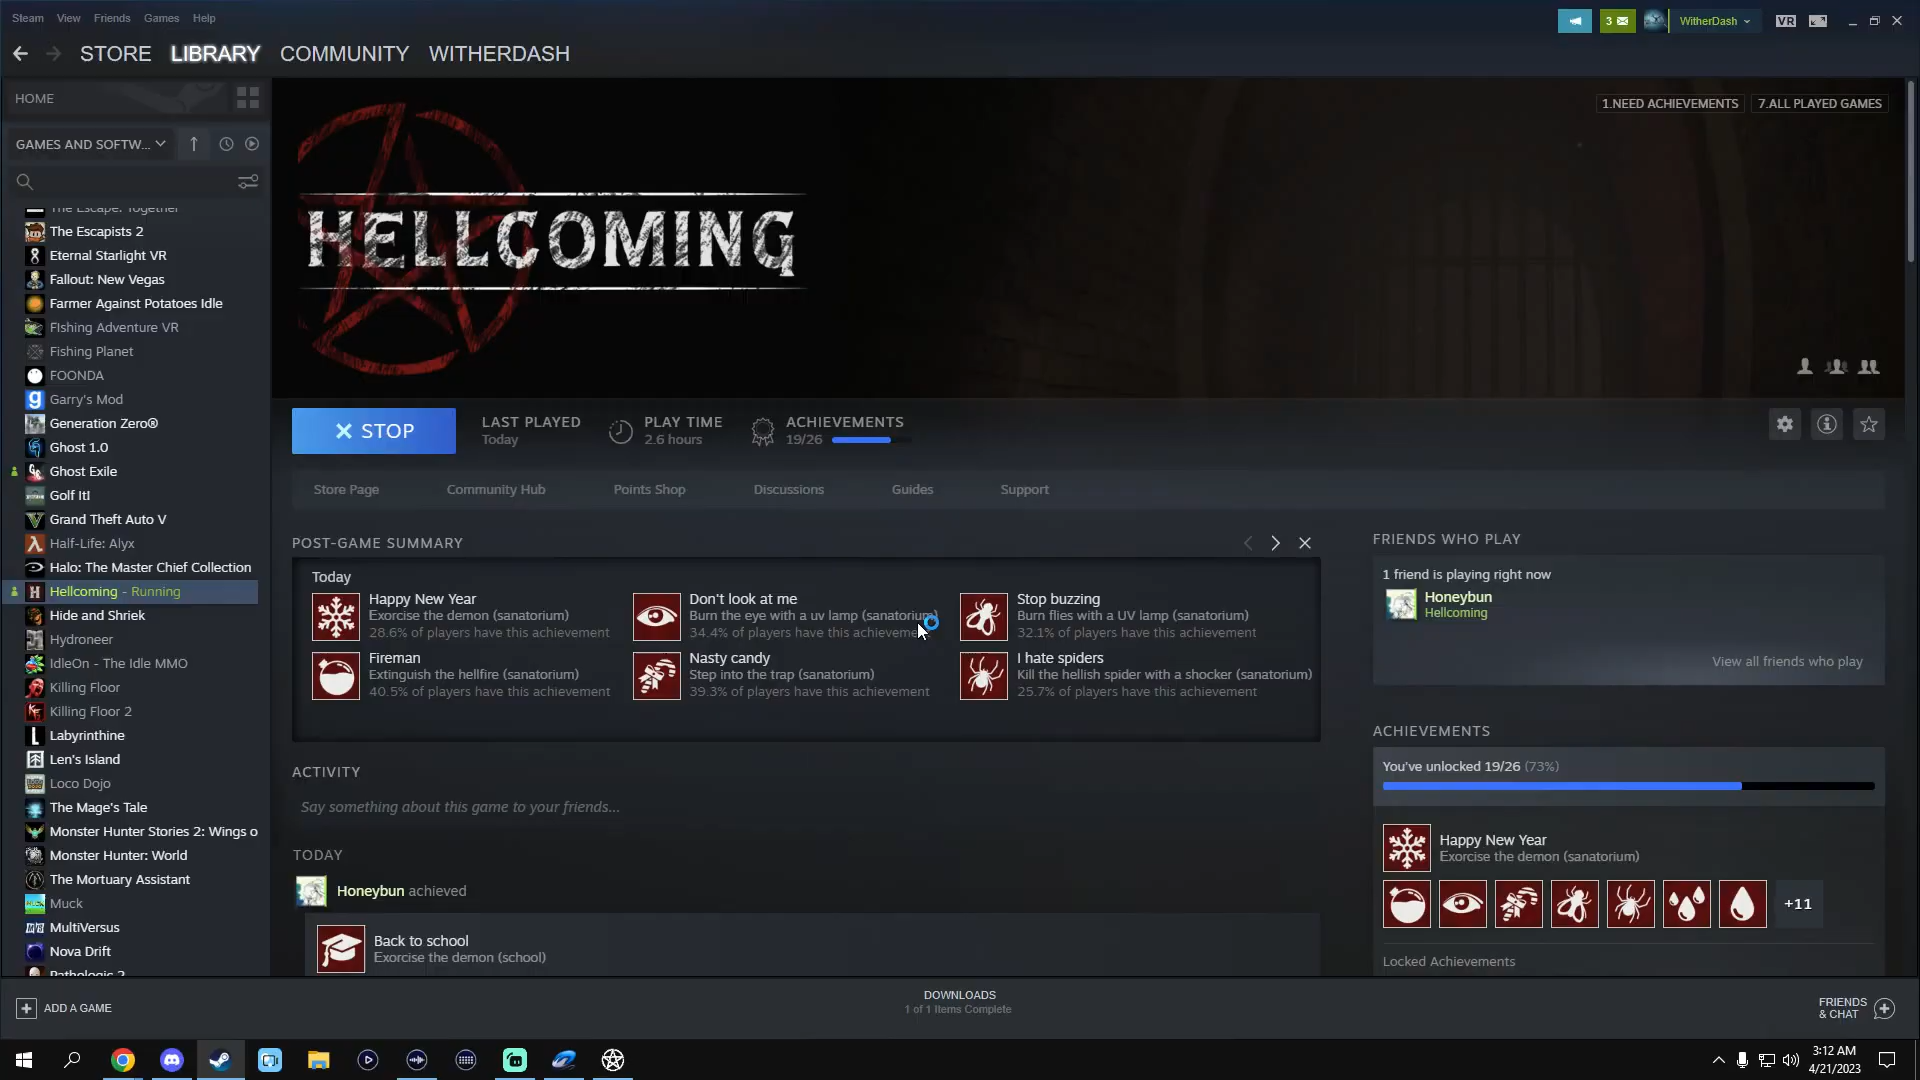 Steam View Friends Games Help
3
WitherDash
VR
STORE LIBRARY COMMUNITY WITHERDASH
HOME
GAMES AND SOFTW...
The Escape: Together
The Escapists 2
Eternal Starlight VR
Fallout: New Vegas
Farmer Against Potatoes Idle
FIshing Adventure VR
Fishing Planet
FOONDA
Garry's Mod
Generation Zero®
Ghost 1.0
Ghost Exile
Golf It!
Grand Theft Auto V
Half-Life: Alyx
Halo: The Master Chief Collection
Hellcoming - Running
Hide and Shriek
Hydroneer
IdleOn - The Idle MMO
Killing Floor
Killing Floor 2
Labyrinthine
Len's Island
Loco Dojo
The Mage's Tale
Monster Hunter Stories 2: Wings o
Monster Hunter: World
The Mortuary Assistant
Muck
MultiVersus
Nova Drift
Pathologic 2
1.NEED ACHIEVEMENTS 7.ALL PLAYED GAMES
HELLCOMING
STOP
LAST PLAYED
Today
PLAY TIME
2.6 hours
ACHIEVEMENTS
19/26
Store Page Community Hub Points Shop Discussions Guides Support
POST-GAME SUMMARY
Today
Happy New Year
Exorcise the demon (sanatorium)
28.6% of players have this achievement
Don't look at me
Burn the eye with a uv lamp (sanatorium)
34.4% of players have this achievement
Stop buzzing
Burn flies with a UV lamp (sanatorium)
32.1% of players have this achievement
Fireman
Extinguish the hellfire (sanatorium)
40.5% of players have this achievement
Nasty candy
Step into the trap (sanatorium)
39.3% of players have this achievement
I hate spiders
Kill the hellish spider with a shocker (sanatorium)
25.7% of players have this achievement
ACTIVITY
Say something about this game to your friends...
TODAY
Honeybun achieved
Back to school
Exorcise the demon (school)
FRIENDS WHO PLAY
1 friend is playing right now
Honeybun
Hellcoming
View all friends who play
ACHIEVEMENTS
You've unlocked 19/26 (73%)
Happy New Year
Exorcise the demon (sanatorium)
+11
Locked Achievements
ADD A GAME
DOWNLOADS
1 of 1 Items Complete
FRIENDS
& CHAT
3:12 AM
4/21/2023